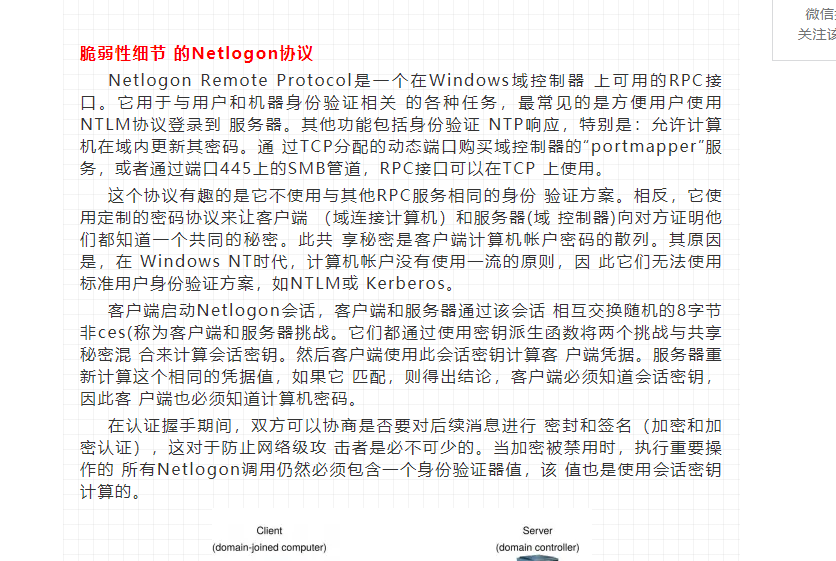 微信
关注该
脆弱性细节 的Netlogon协议
Netlogon Remote Protocol是一个在Windows域控制器 上可用的RPC接
口。它用于与用户和机器身份验证相关 的各种任务，最常见的是方便用户使用
NTLM协议登录到 服务器。其他功能包括身份验证 NTP响应，特别是：允许计算
机在域内更新其密码。通 过TCP分配的动态端口购买域控制器的“portmapper”服
务，或者通过端口445上的SMB管道，RPC接口可以在TCP 上使用。
这个协议有趣的是它不使用与其他RPC服务相同的身份 验证方案。相反，它使
用定制的密码协议来让客户端 （域连接计算机）和服务器(域 控制器)向对方证明他
们都知道一个共同的秘密。此共 享秘密是客户端计算机帐户密码的散列。其原因
是，在 Windows NT时代，计算机帐户没有使用一流的原则，因 此它们无法使用
标准用户身份验证方案，如NTLM或 Kerberos。
客户端启动Netlogon会话，客户端和服务器通过该会话 相互交换随机的8字节
非ces(称为客户端和服务器挑战。它们都通过使用密钥派生函数将两个挑战与共享
秘密混 合来计算会话密钥。然后客户端使用此会话密钥计算客 户端凭据。服务器重
新计算这个相同的凭据值，如果它 匹配，则得出结论，客户端必须知道会话密钥，
因此客 户端也必须知道计算机密码。
在认证握手期间，双方可以协商是否要对后续消息进行 密封和签名（加密和加
密认证），这对于防止网络级攻 击者是必不可少的。当加密被禁用时，执行重要操
作的 所有Netlogon调用仍然必须包含一个身份验证器值，该 值也是使用会话密钥
计算的。
Client
(domain-joined computer)
Server
(domain controller)